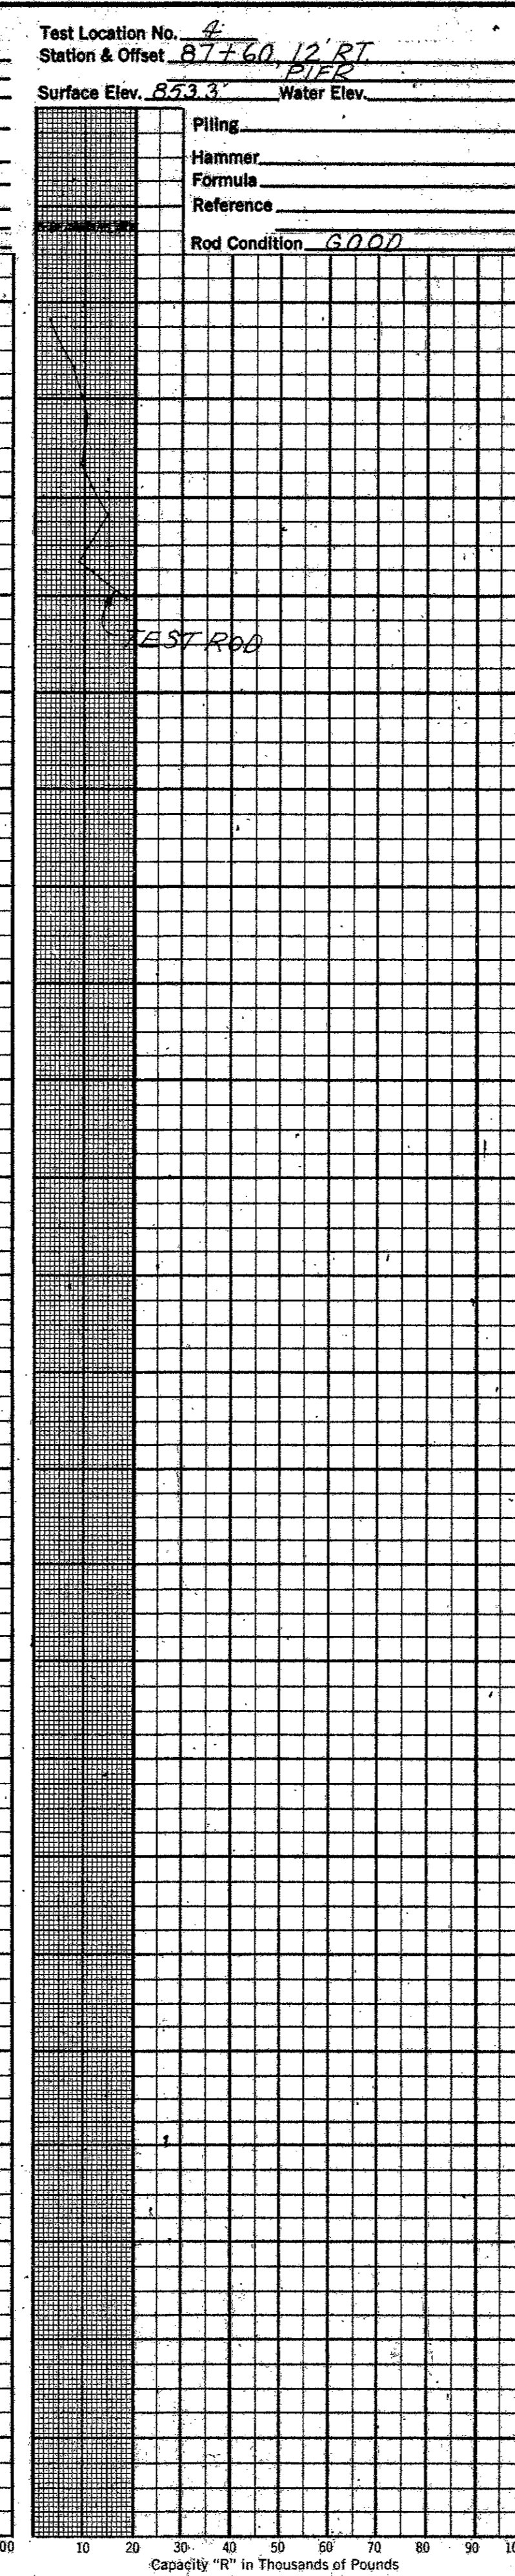 Test Location No. 4
Station & Offset 87+60, 12' RT.
PIER
Surface Elev. 853.3' Water Elev.
Piling
Hammer
Formula
Reference
Rod Condition GOOD
TEST ROD
00 10 20 30 40 50 60 70 80 90 10
Capacity "R" in Thousands of Pounds